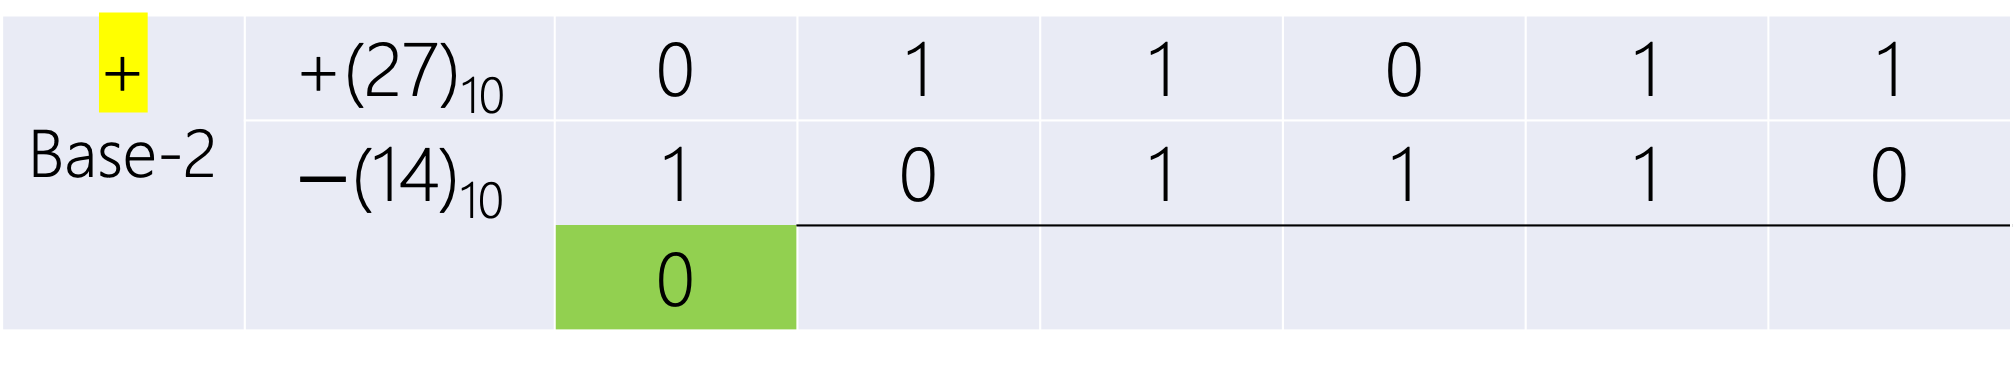 + +(27)₁₀ 0 1 1 0 1 1
Base-2 −(14)₁₀ 1 0 1 1 1 0
0